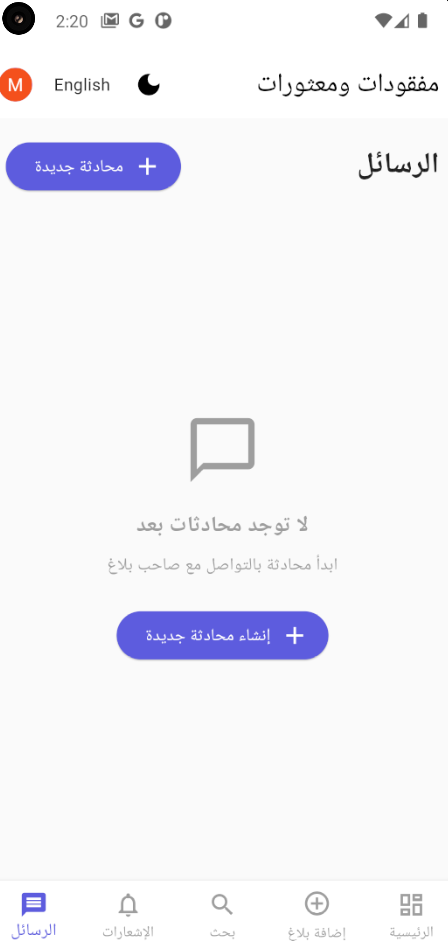 2:20
مفقودات ومعثورات
English
M
الرسائل
محادثة جديدة
لا توجد محادثات بعد
ابدأ محادثة بالتواصل مع صاحب بلاغ
إنشاء محادثة جديدة
الرئيسية
إضافة بلاغ
بحث
الإشعارات
الرسائل